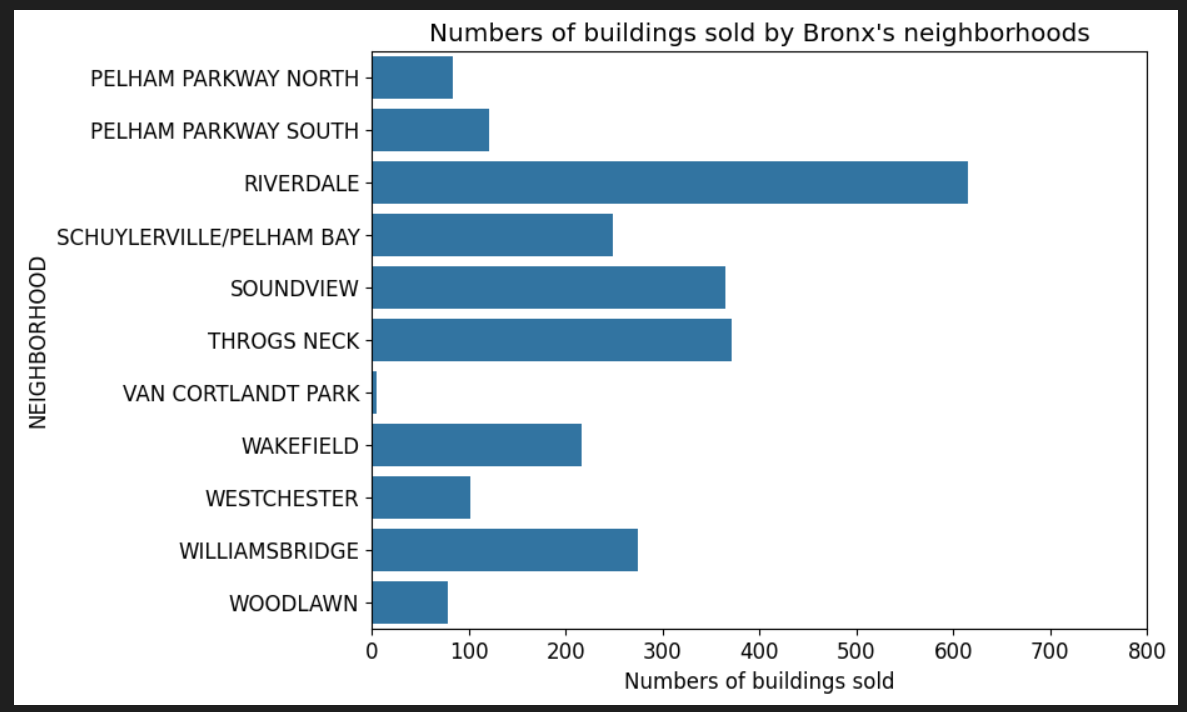 Numbers of buildings sold by Bronx's neighborhoods
NEIGHBORHOOD
PELHAM PARKWAY NORTH
PELHAM PARKWAY SOUTH
RIVERDALE
SCHUYLERVILLE/PELHAM BAY
SOUNDVIEW
THROGS NECK
VAN CORTLANDT PARK
WAKEFIELD
WESTCHESTER
WILLIAMSBRIDGE
WOODLAWN
0 100 200 300 400 500 600 700 800
Numbers of buildings sold